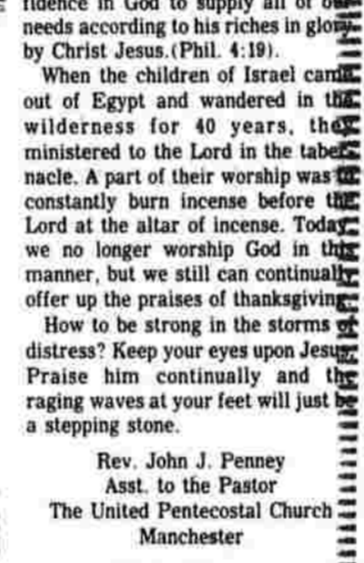 fidence in God to supply all of our
needs according to his riches in glory
by Christ Jesus.(Phil. 4:19).
When the children of Israel came
out of Egypt and wandered in the
wilderness for 40 years, they
ministered to the Lord in the taber-
nacle. A part of their worship was to
constantly burn incense before the
Lord at the altar of incense. Today,
we no longer worship God in this
manner, but we still can continually
offer up the praises of thanksgiving.
How to be strong in the storms of
distress? Keep your eyes upon Jesus.
Praise him continually and the
raging waves at your feet will just be
a stepping stone.
Rev. John J. Penney
Asst. to the Pastor
The United Pentecostal Church
Manchester